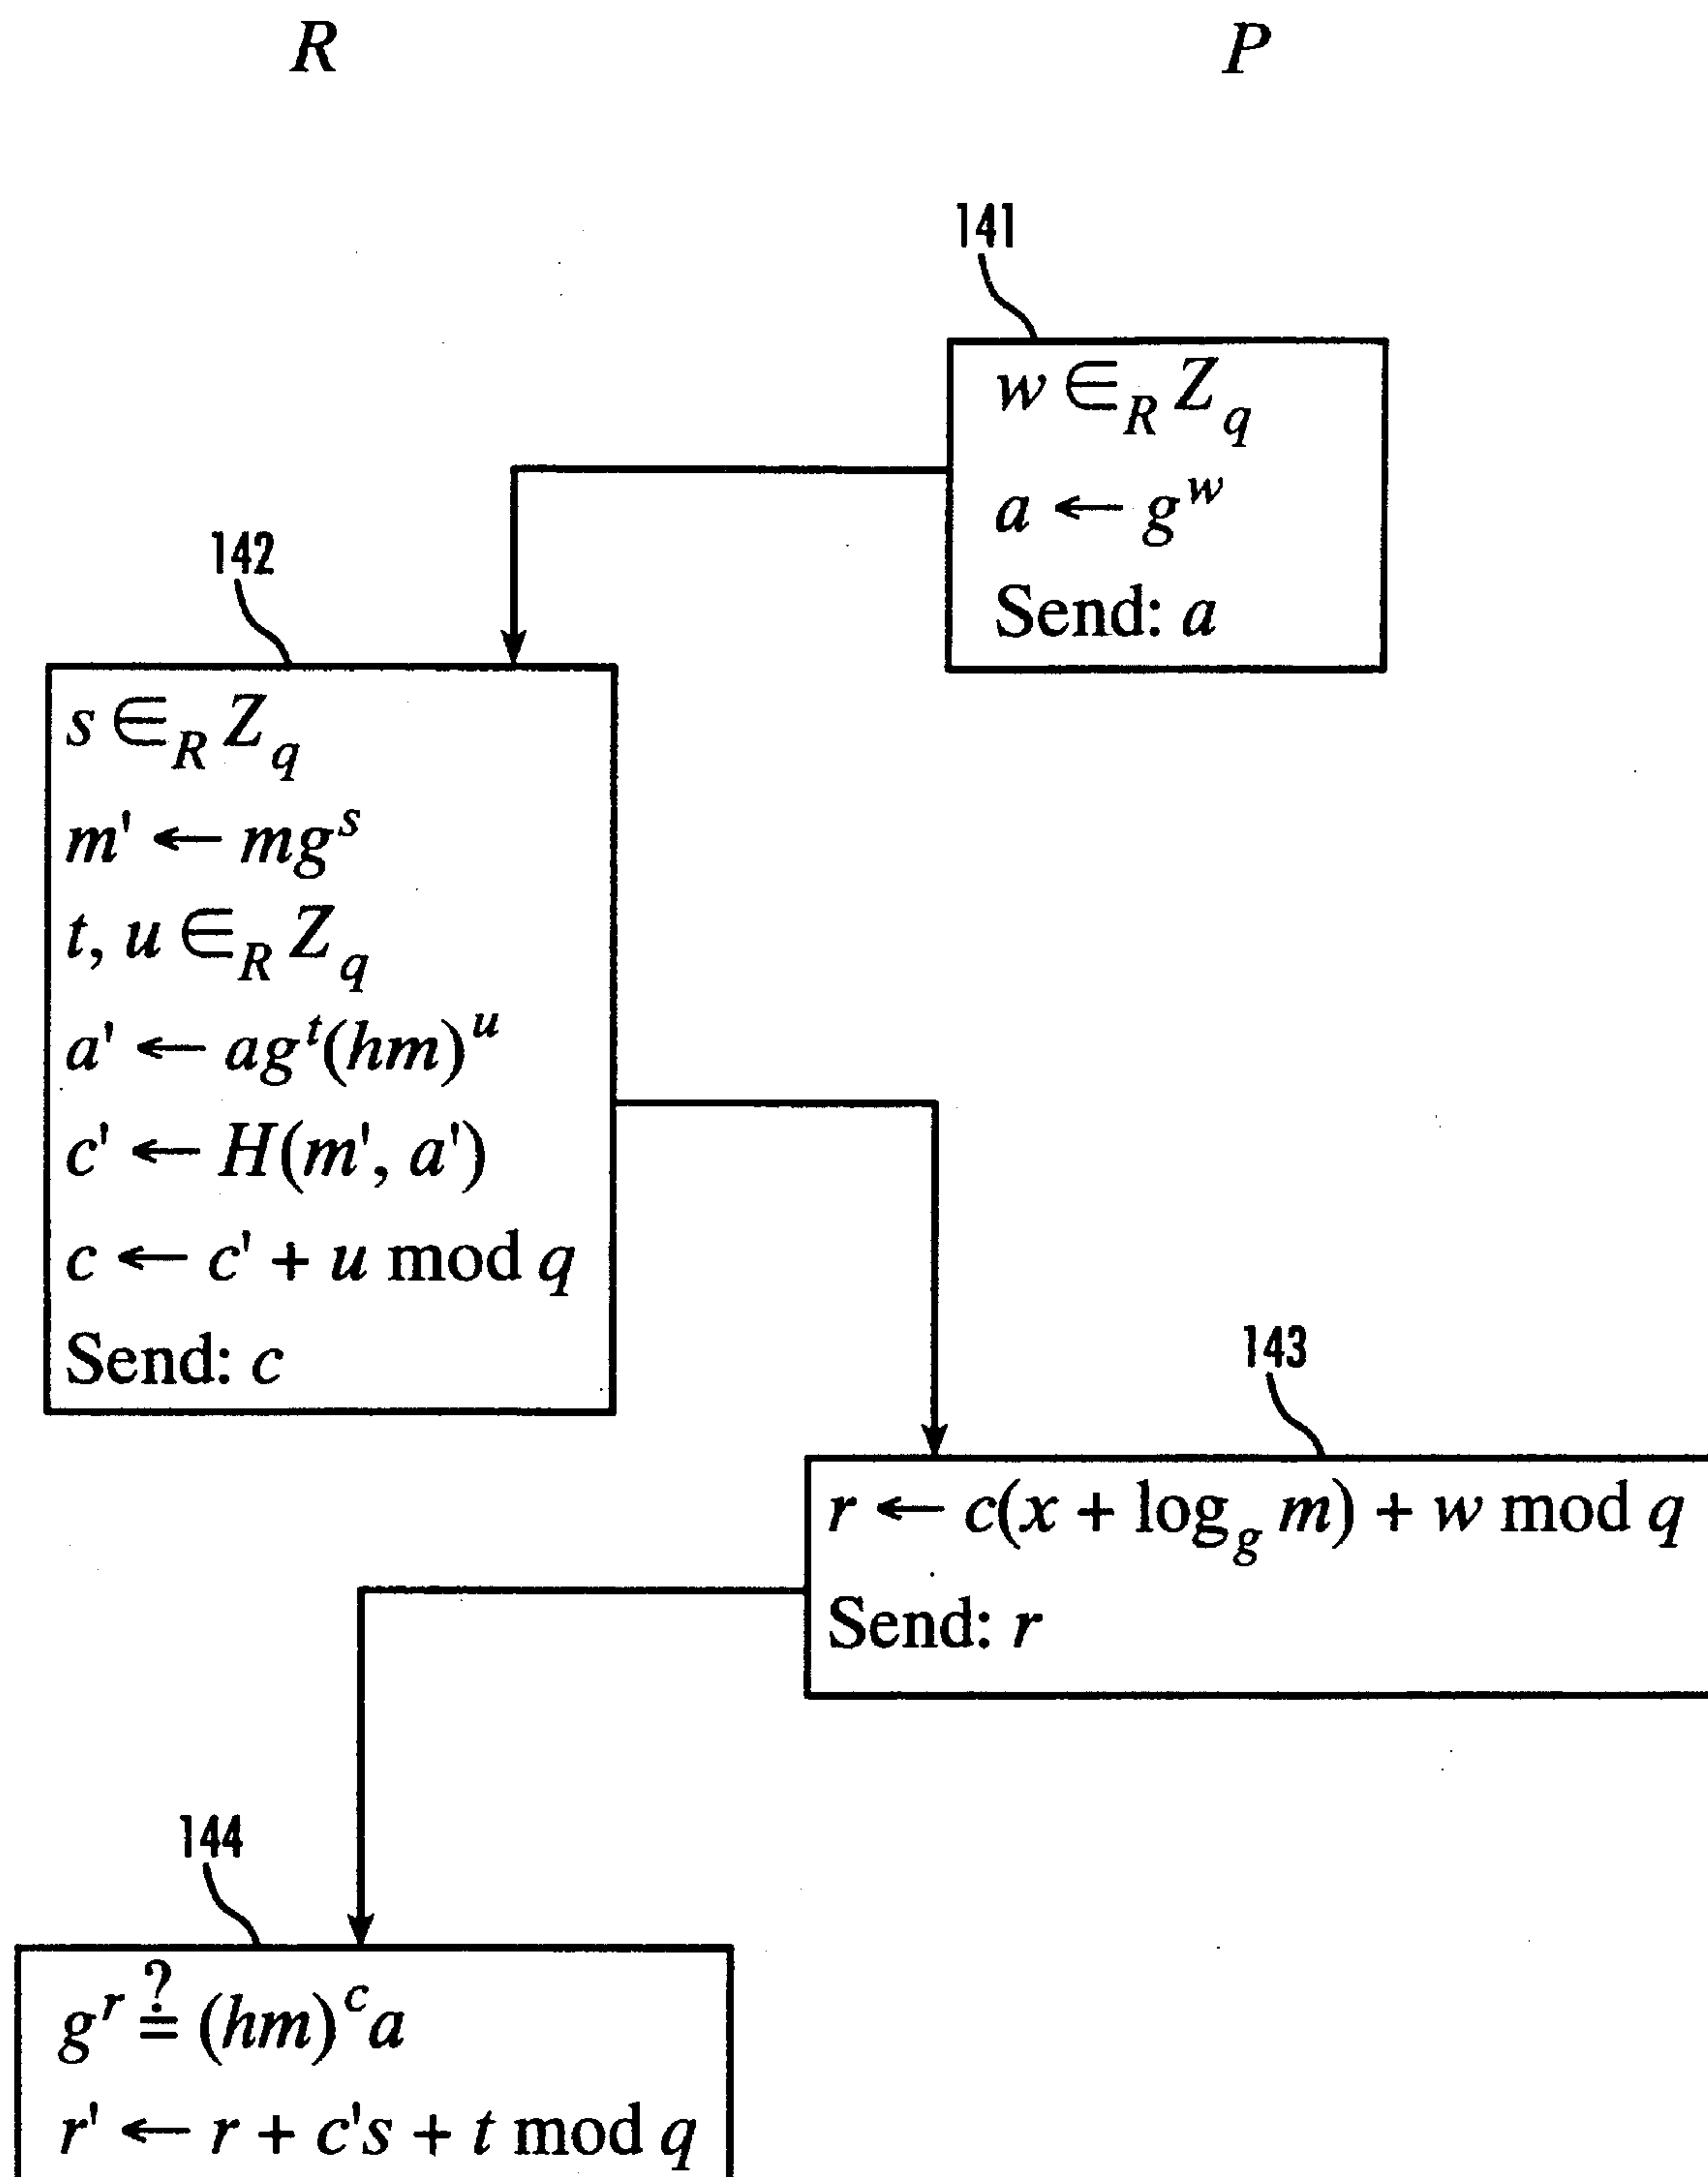 R
P
141
w ∈_R Z_q
a ← g^w
Send: a
142
s ∈_R Z_q
m' ← mg^s
t, u ∈_R Z_q
a' ← ag^t(hm)^u
c' ← H(m', a')
c ← c' + u mod q
Send: c
143
r ← c(x + log_g m) + w mod q
Send: r
144
g^r ≟ (hm)^c a
r' ← r + c's + t mod q